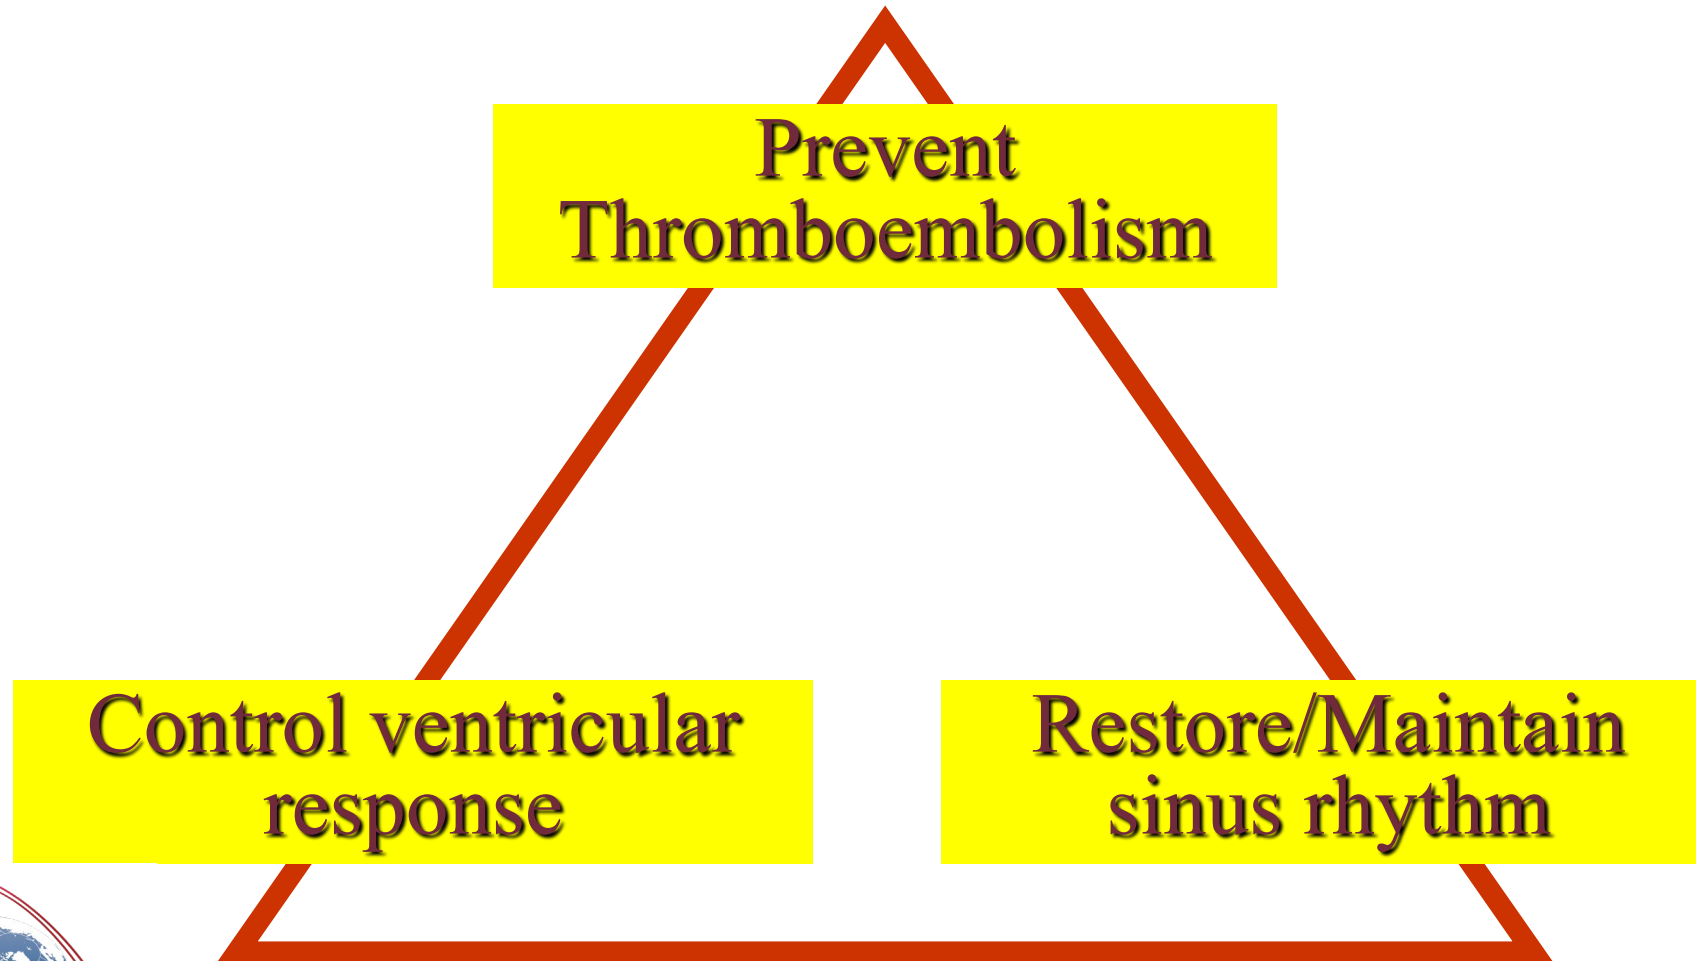 Prevent
Thromboembolism
Control ventricular
response
Restore/Maintain
sinus rhythm